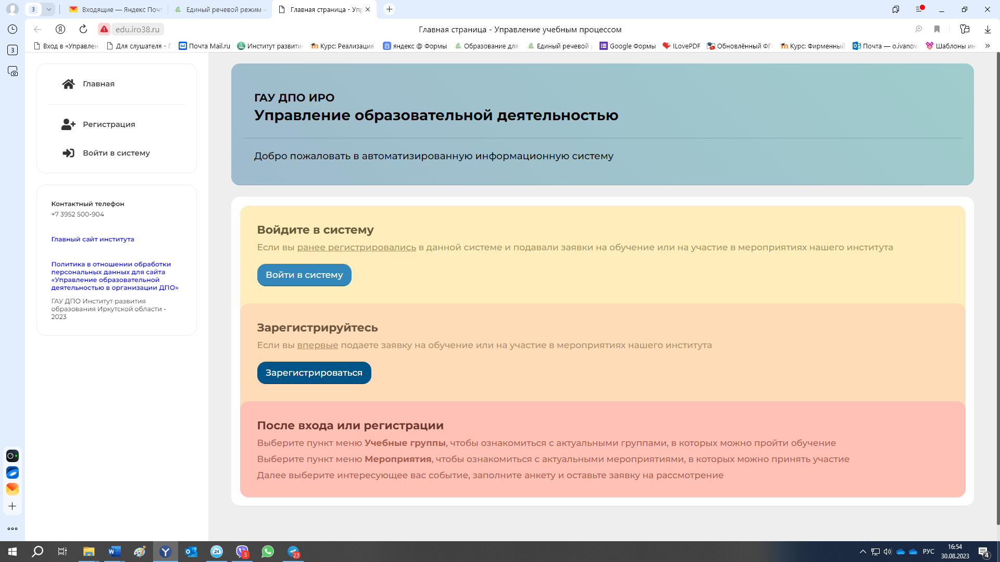 3
Входящие — Яндекс Почт
Единый речевой режим –
Главная страница - Упр
edu.iro38.ru
Главная страница - Управление учебным процессом
3
Вход в «Управлен
Для слушателя - Г
Почта Mail.ru
Институт развити
Курс: Реализация
яндекс @ Формы
Образование для
Единый речевой р
Google Формы
ILovePDF
Обновлённый ФГ
Курс: Фирменный
Почта — o.ivanov
Шаблоны ин
»
Главная
Регистрация
Войти в систему
Контактный телефон
+7 3952 500-904
Главный сайт института
Политика в отношении обработки
персональных данных для сайта
«Управление образовательной
деятельностью в организации ДПО»
ГАУ ДПО Институт развития
образования Иркутской области -
2023
ГАУ ДПО ИРО
Управление образовательной деятельностью
Добро пожаловать в автоматизированную информационную систему
Войдите в систему
Если вы ранее регистрировались в данной системе и подавали заявки на обучение или на участие в мероприятиях нашего института
Войти в систему
Зарегистрируйтесь
Если вы впервые подаете заявку на обучение или на участие в мероприятиях нашего института
Зарегистрироваться
После входа или регистрации
Выберите пункт меню Учебные группы, чтобы ознакомиться с актуальными группами, в которых можно пройти обучение
Выберите пункт меню Мероприятия, чтобы ознакомиться с актуальными мероприятиями, в которых можно принять участие
Далее выберите интересующее вас событие, заполните анкету и оставьте заявку на рассмотрение
24
3
23
РУС
16:54
30.08.2023
4